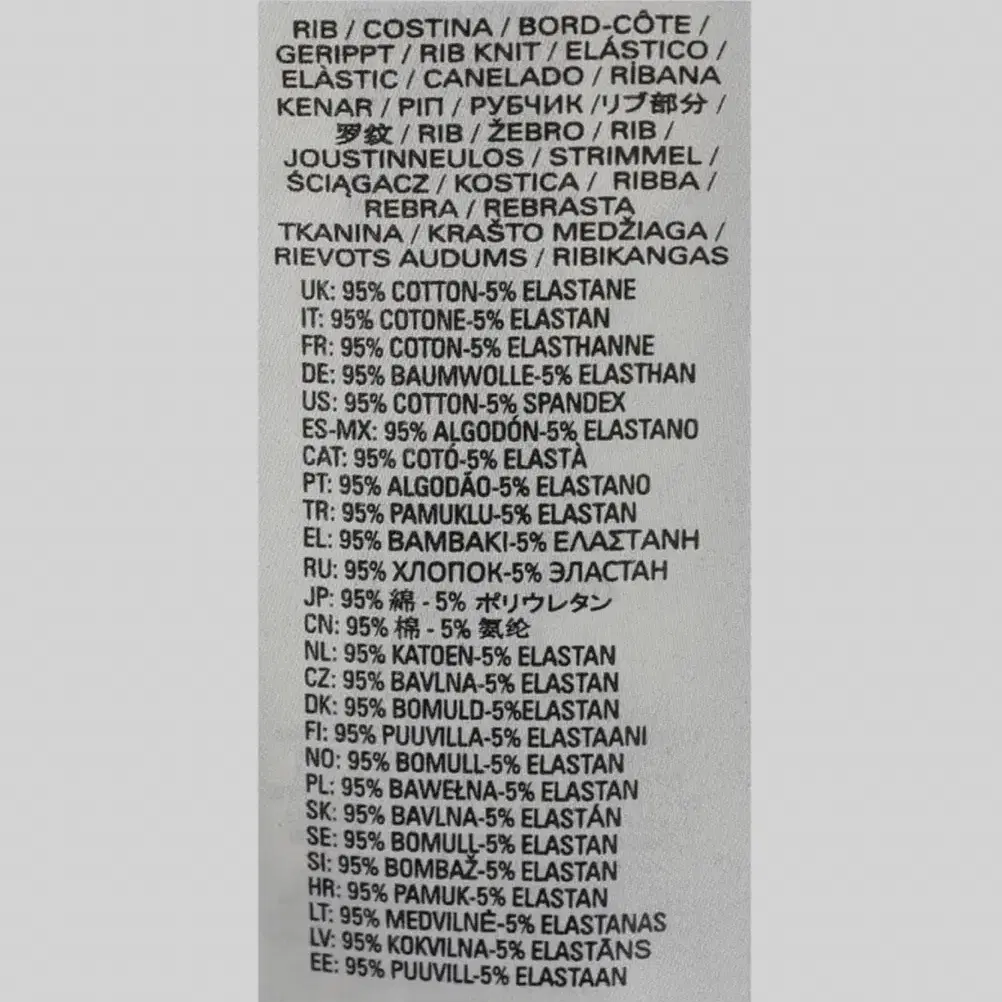 RIB / COSTINA / BORD-CÔTE /
GERIPPT / RIB KNIT / ELÁSTICO /
ELÀSTIC / CANELADO / RİBANA
KENAR / ΡΙΠ / РУБЧИК /リブ部分 /
罗纹 / RIB / ŽEBRO / RIB /
JOUSTINNEULOS / STRIMMEL /
ŚCIĄGACZ / KOSTICA / RIBBA /
REBRA / REBRASTA
TKANINA / KRAŠTO MEDŽIAGA /
RIEVOTS AUDUMS / RIBIKANGAS
UK: 95% COTTON-5% ELASTANE
IT: 95% COTONE-5% ELASTAN
FR: 95% COTON-5% ELASTHANNE
DE: 95% BAUMWOLLE-5% ELASTHAN
US: 95% COTTON-5% SPANDEX
ES-MX: 95% ALGODÓN-5% ELASTANO
CAT: 95% COTÓ-5% ELASTÀ
PT: 95% ALGODÃO-5% ELASTANO
TR: 95% PAMUKLU-5% ELASTAN
EL: 95% ΒΑΜΒΑΚΙ-5% ΕΛΑΣΤΑΝΗ
RU: 95% ХЛОПОК-5% ЭЛАСТАН
JP: 95% 綿 - 5% ポリウレタン
CN: 95% 棉 - 5% 氨纶
NL: 95% KATOEN-5% ELASTAN
CZ: 95% BAVLNA-5% ELASTAN
DK: 95% BOMULD-5%ELASTAN
FI: 95% PUUVILLA-5% ELASTAANI
NO: 95% BOMULL-5% ELASTAN
PL: 95% BAWEŁNA-5% ELASTAN
SK: 95% BAVLNA-5% ELASTÁN
SE: 95% BOMULL-5% ELASTAN
SI: 95% BOMBAŽ-5% ELASTAN
HR: 95% PAMUK-5% ELASTAN
LT: 95% MEDVILNĖ-5% ELASTANAS
LV: 95% KOKVILNA-5% ELASTĀNS
EE: 95% PUUVILL-5% ELASTAAN